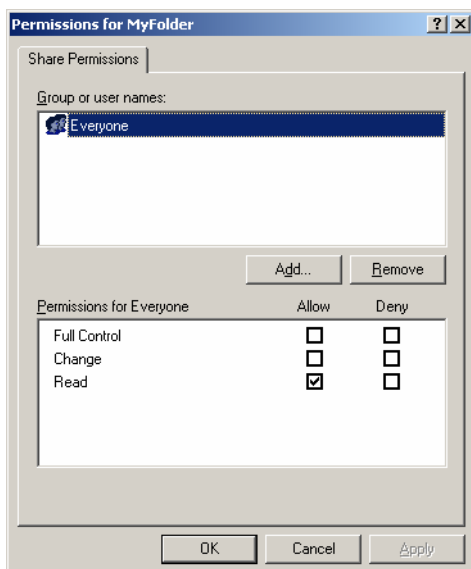 Permissions for MyFolder
Share Permissions
Group or user names:
Everyone
Add... Remove
Permissions for Everyone Allow Deny
Full Control
Change
Read
OK Cancel Apply